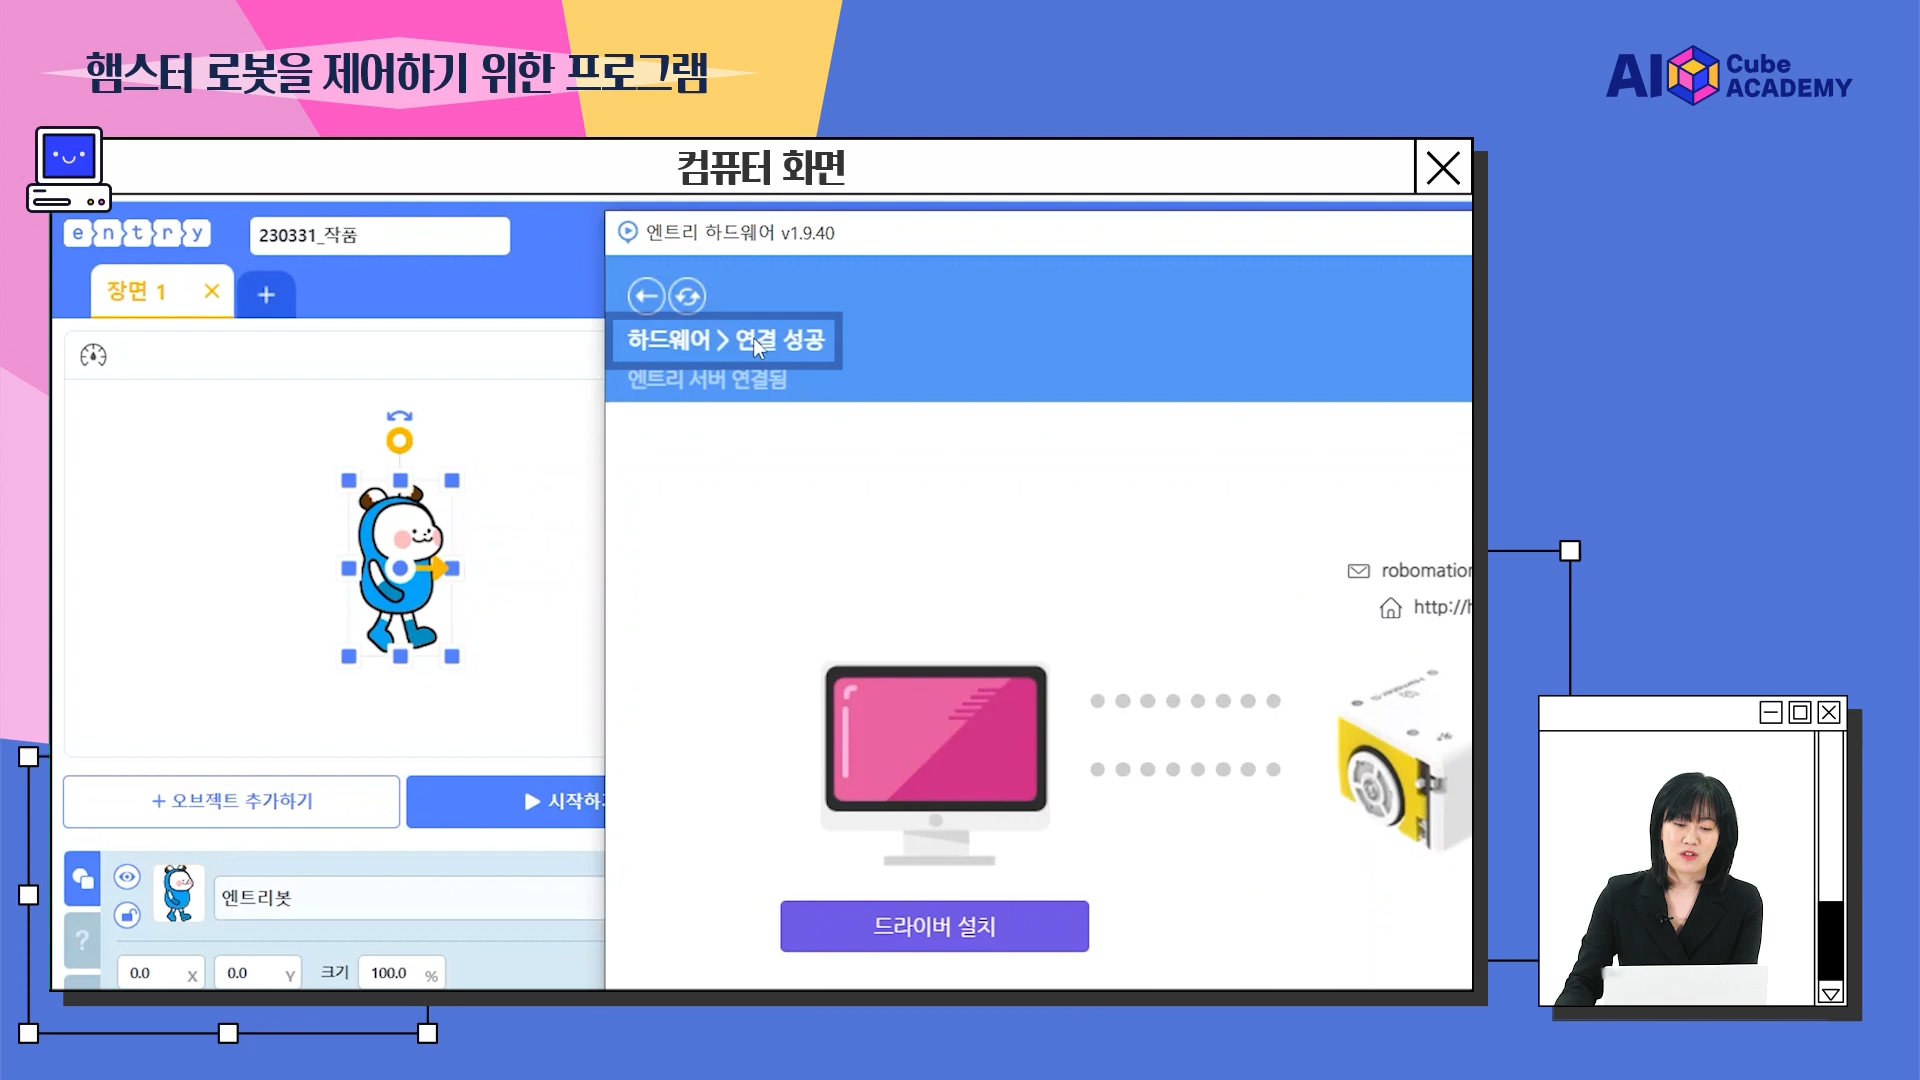 햄스터 로봇을 제어하기 위한 프로그램
AI Cube ACADEMY
컴퓨터 화면
entry
230331_작품
엔트리 하드웨어 v1.9.40
장면 1
하드웨어 > 연결 성공
엔트리 서버 연결됨
robomation
http://h
+ 오브젝트 추가하기
시작하
드라이버 설치
엔트리봇
?
0.0 X 0.0 Y 크기 100.0 %